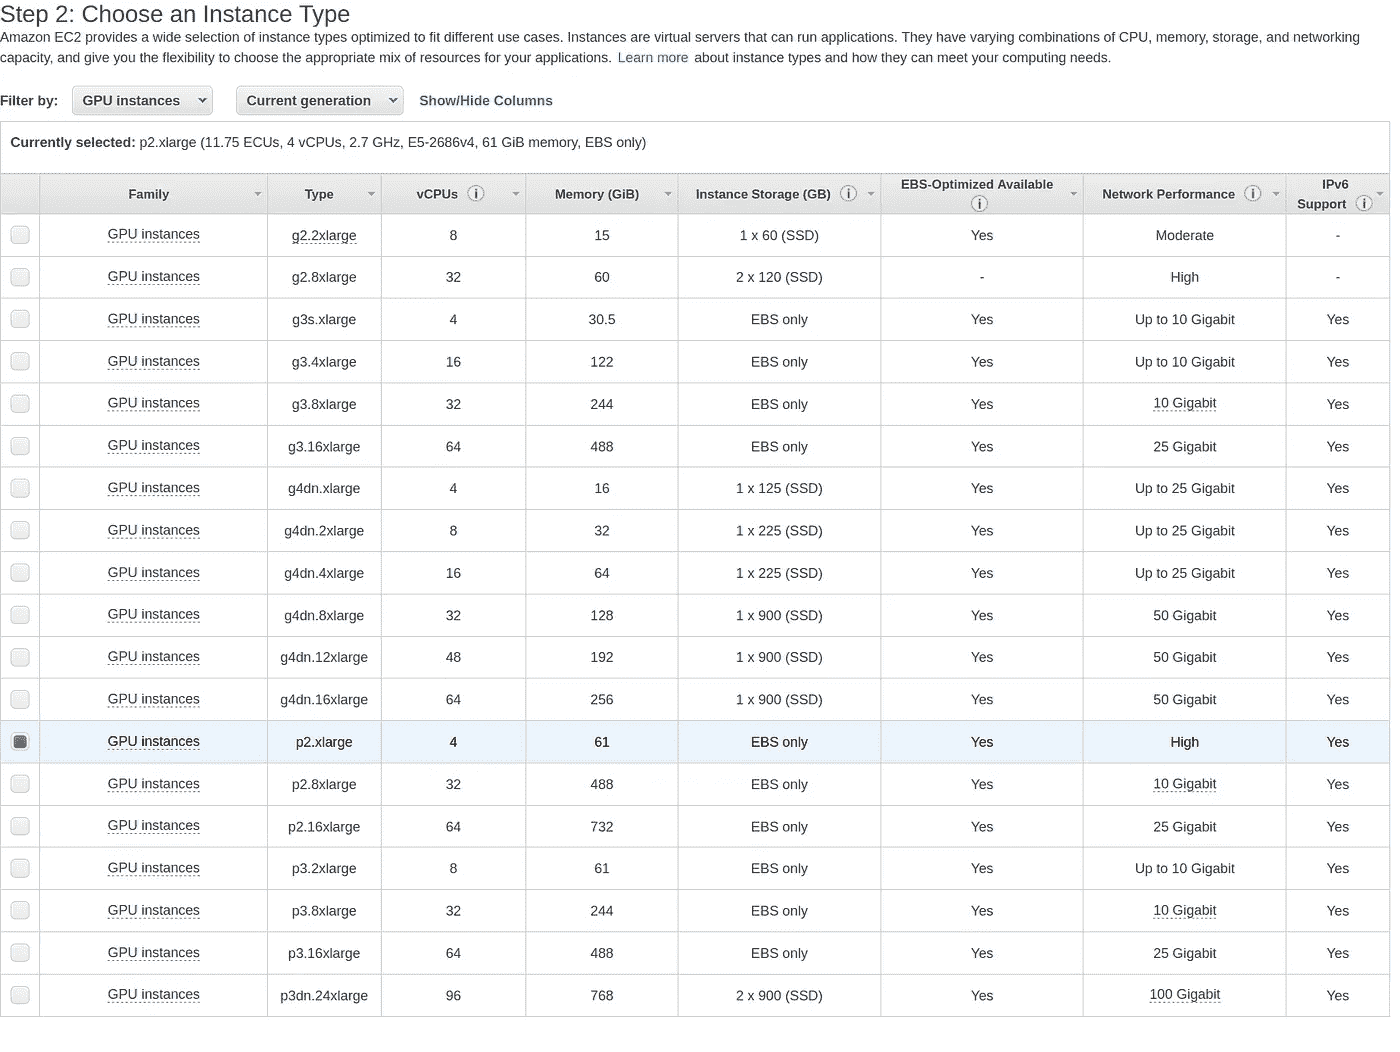 Step 2: Choose an Instance Type
Amazon EC2 provides a wide selection of instance types optimized to fit different use cases. Instances are virtual servers that can run applications. They have varying combinations of CPU, memory, storage, and networking
capacity, and give you the flexibility to choose the appropriate mix of resources for your applications. Learn more about instance types and how they can meet your computing needs.
Filter by: GPU instances Current generation Show/Hide Columns
Currently selected: p2.xlarge (11.75 ECUs, 4 vCPUs, 2.7 GHz, E5-2686v4, 61 GiB memory, EBS only)
Family Type vCPUs Memory (GiB) Instance Storage (GB) EBS-Optimized Available Network Performance IPv6 Support
GPU instances g2.2xlarge 8 15 1 x 60 (SSD) Yes Moderate -
GPU instances g2.8xlarge 32 60 2 x 120 (SSD) - High -
GPU instances g3s.xlarge 4 30.5 EBS only Yes Up to 10 Gigabit Yes
GPU instances g3.4xlarge 16 122 EBS only Yes Up to 10 Gigabit Yes
GPU instances g3.8xlarge 32 244 EBS only Yes 10 Gigabit Yes
GPU instances g3.16xlarge 64 488 EBS only Yes 25 Gigabit Yes
GPU instances g4dn.xlarge 4 16 1 x 125 (SSD) Yes Up to 25 Gigabit Yes
GPU instances g4dn.2xlarge 8 32 1 x 225 (SSD) Yes Up to 25 Gigabit Yes
GPU instances g4dn.4xlarge 16 64 1 x 225 (SSD) Yes Up to 25 Gigabit Yes
GPU instances g4dn.8xlarge 32 128 1 x 900 (SSD) Yes 50 Gigabit Yes
GPU instances g4dn.12xlarge 48 192 1 x 900 (SSD) Yes 50 Gigabit Yes
GPU instances g4dn.16xlarge 64 256 1 x 900 (SSD) Yes 50 Gigabit Yes
GPU instances p2.xlarge 4 61 EBS only Yes High Yes
GPU instances p2.8xlarge 32 488 EBS only Yes 10 Gigabit Yes
GPU instances p2.16xlarge 64 732 EBS only Yes 25 Gigabit Yes
GPU instances p3.2xlarge 8 61 EBS only Yes Up to 10 Gigabit Yes
GPU instances p3.8xlarge 32 244 EBS only Yes 10 Gigabit Yes
GPU instances p3.16xlarge 64 488 EBS only Yes 25 Gigabit Yes
GPU instances p3dn.24xlarge 96 768 2 x 900 (SSD) Yes 100 Gigabit Yes